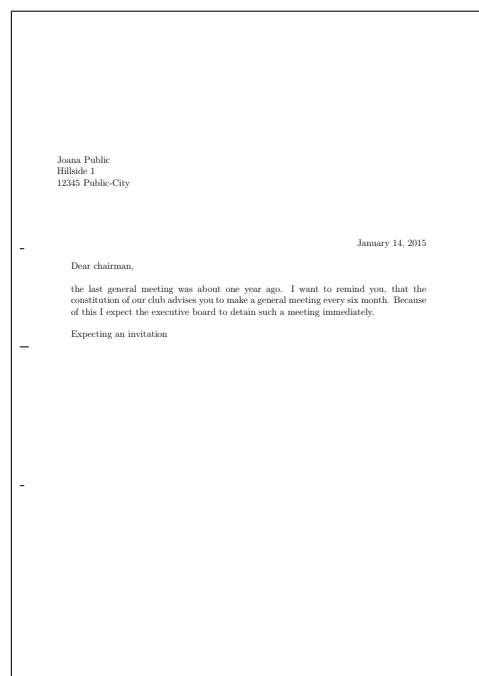 Joana Public
Hillside 1
12345 Public-City
January 14, 2015
Dear chairman,
the last general meeting was about one year ago. I want to remind you, that the
constitution of our club advises you to make a general meeting every six month. Because
of this I expect the executive board to detain such a meeting immediately.
Expecting an invitation